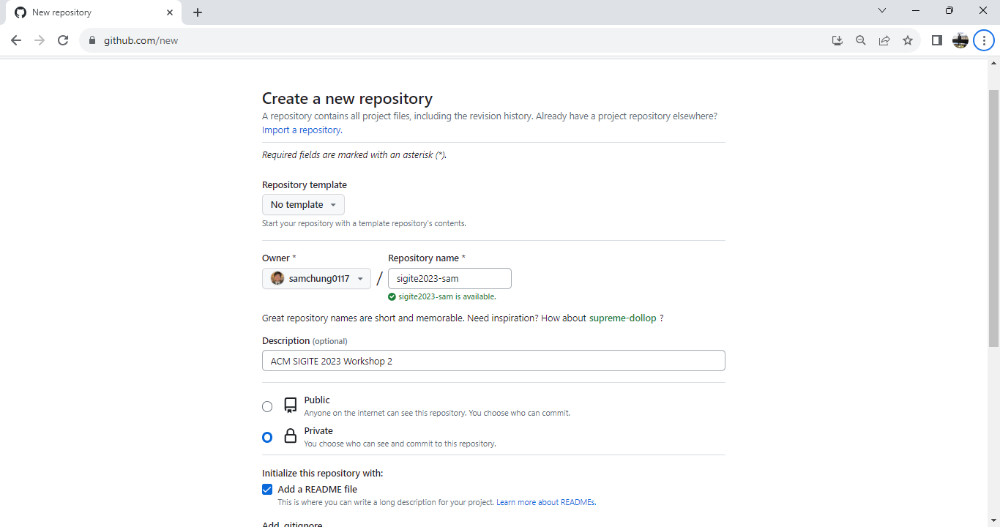 New repository
github.com/new
Create a new repository
A repository contains all project files, including the revision history. Already have a project repository elsewhere?
Import a repository.
Required fields are marked with an asterisk (*).
Repository template
No template
Start your repository with a template repository's contents.
Owner *
Repository name *
samchung0117
/
sigite2023-sam
sigite2023-sam is available.
Great repository names are short and memorable. Need inspiration? How about supreme-dollop ?
Description (optional)
ACM SIGITE 2023 Workshop 2
Public
Anyone on the internet can see this repository. You choose who can commit.
Private
You choose who can see and commit to this repository.
Initialize this repository with:
Add a README file
This is where you can write a long description for your project. Learn more about READMEs.
Add .gitignore